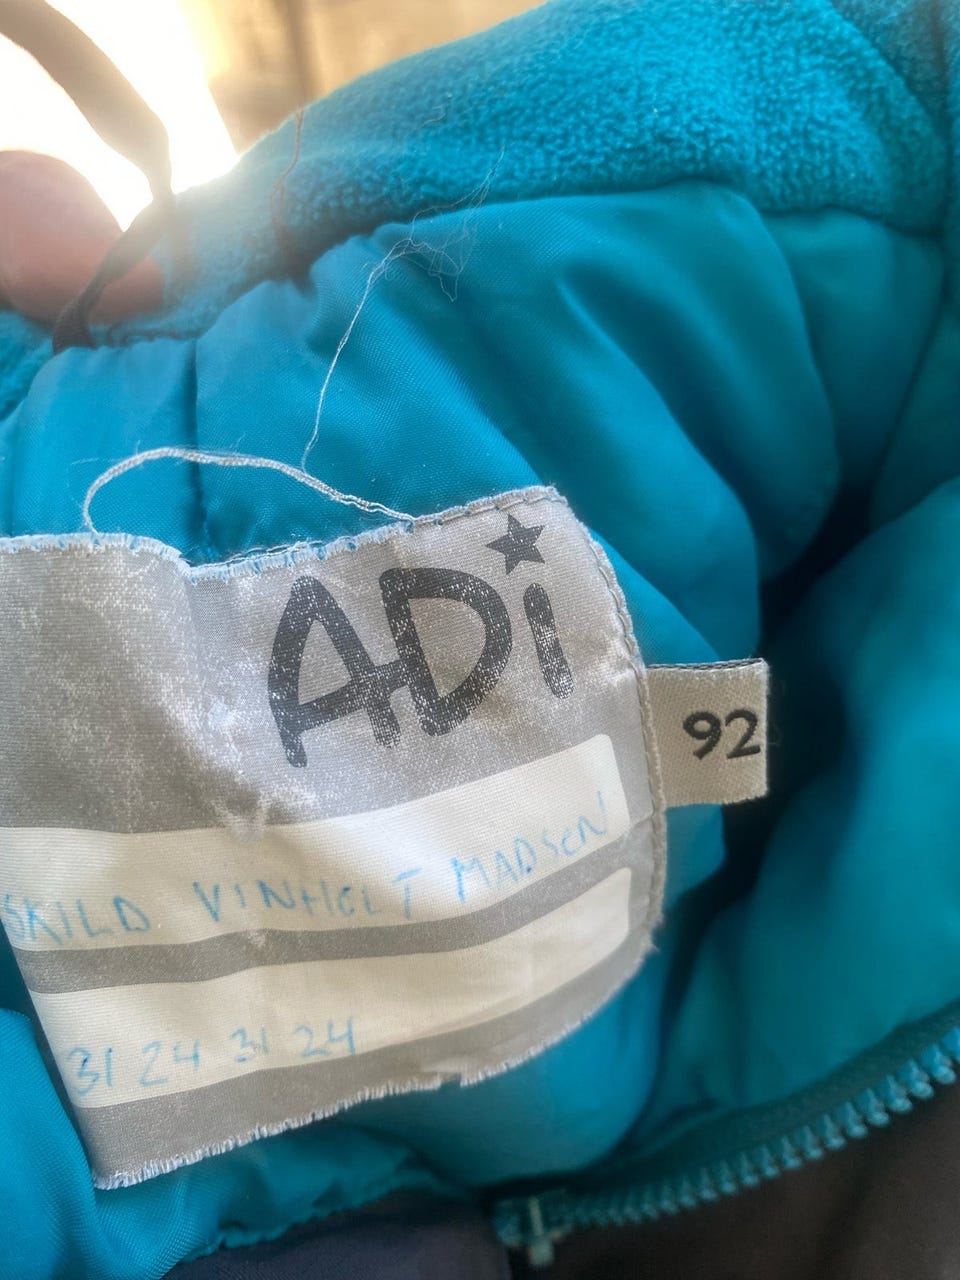 ADi
92
SKILD VINHOLT MADSEN
31 24 31 24